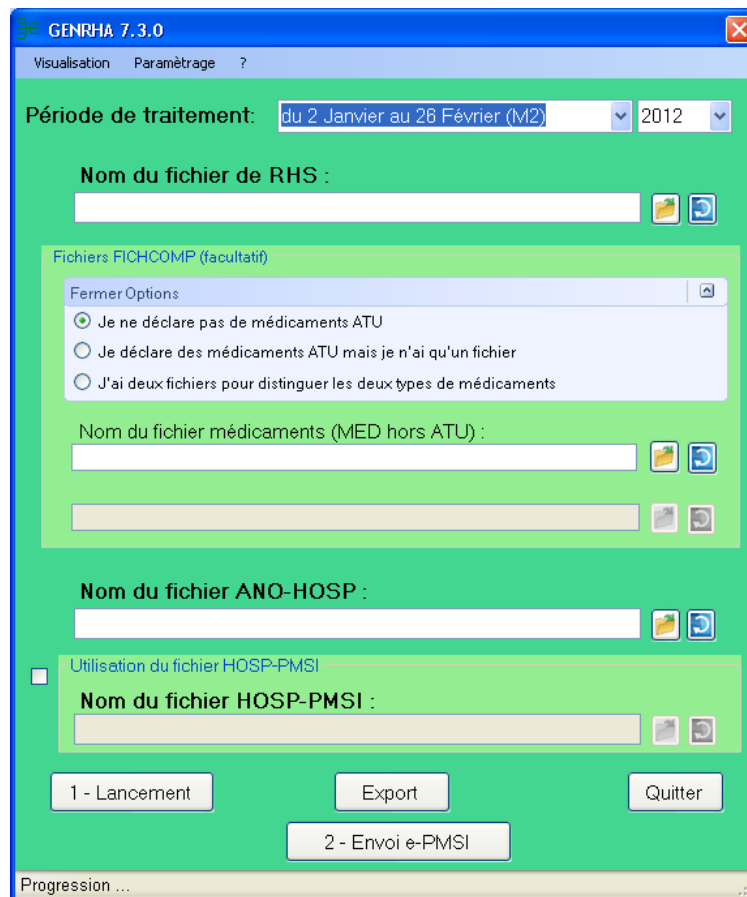 GENRHA 7.3.0
Visualisation Paramètrage ?
Période de traitement: du 2 Janvier au 26 Février (M2) 2012
Nom du fichier de RHS :
Fichiers FICHCOMP (facultatif)
Fermer Options
Je ne déclare pas de médicaments ATU
Je déclare des médicaments ATU mais je n'ai qu'un fichier
J'ai deux fichiers pour distinguer les deux types de médicaments
Nom du fichier médicaments (MED hors ATU) :
Nom du fichier ANO-HOSP :
Utilisation du fichier HOSP-PMSI
Nom du fichier HOSP-PMSI :
1 - Lancement Export Quitter
2 - Envoi e-PMSI
Progression ...